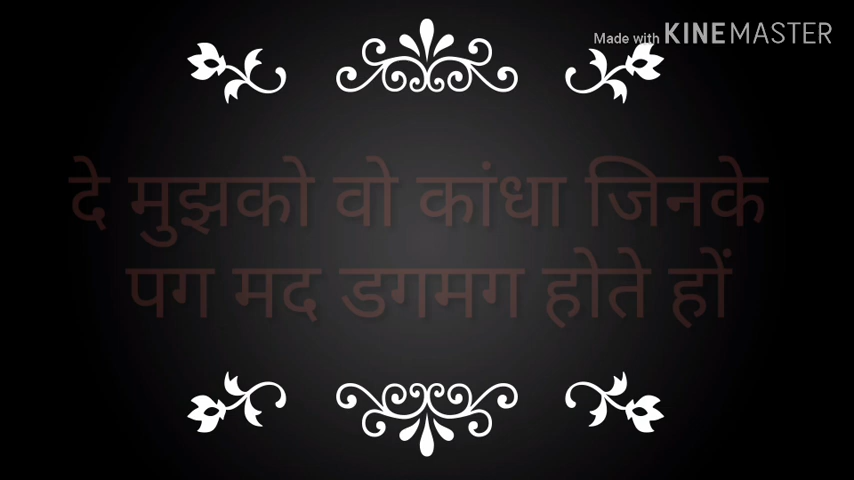 Made with KINEMASTER
दे मुझको वो कांधा जिनके
पग मद डगमग होते हों